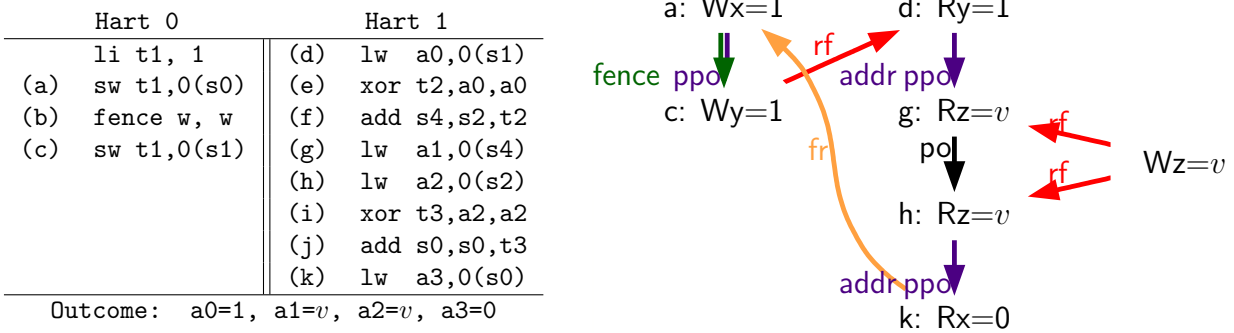 Hart 0 Hart 1
li t1, 1 (d) lw a0,0(s1)
(a) sw t1,0(s0) (e) xor t2,a0,a0
(b) fence w, w (f) add s4,s2,t2
(c) sw t1,0(s1) (g) lw a1,0(s4)
(h) lw a2,0(s2)
(i) xor t3,a2,a2
(j) add s0,s0,t3
(k) lw a3,0(s0)
Outcome: a0=1, a1=v, a2=v, a3=0
a: Wx=1 d: Ry=1
rf
fence ppo addr ppo
c: Wy=1 g: Rz=v
rf
fr po
rf Wz=v
h: Rz=v
addr ppo
k: Rx=0